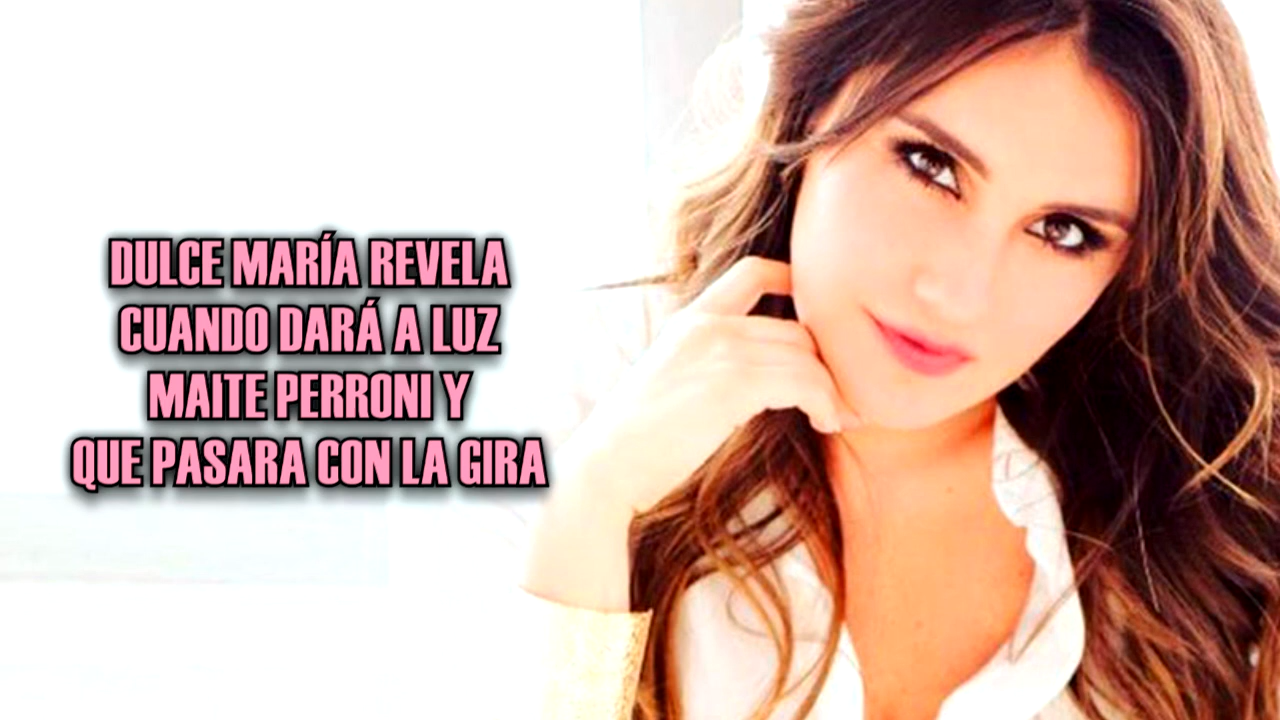 DULCE MARÍA REVELA
CUANDO DARÁ A LUZ
MAITE PERRONI Y
QUE PASARA CON LA GIRA